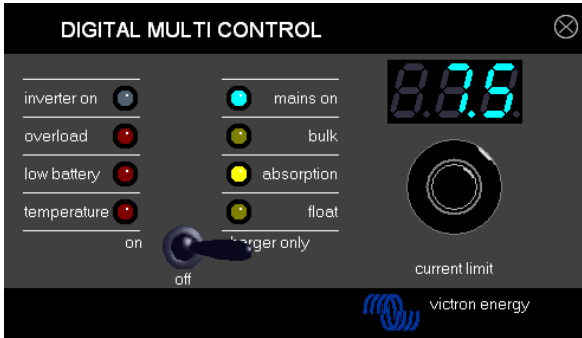 DIGITAL MULTI CONTROL
7.5
inverter on
mains on
overload
bulk
low battery
absorption
temperature
float
on
harger only
off
current limit
victron energy